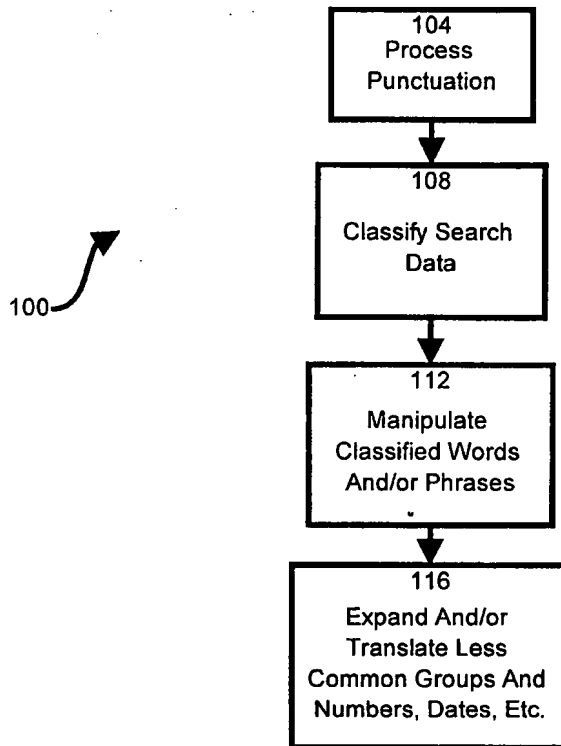 104
Process
Punctuation
108
Classify Search
Data
100
112
Manipulate
Classified Words
And/or Phrases
116
Expand And/or
Translate Less
Common Groups And
Numbers, Dates, Etc.